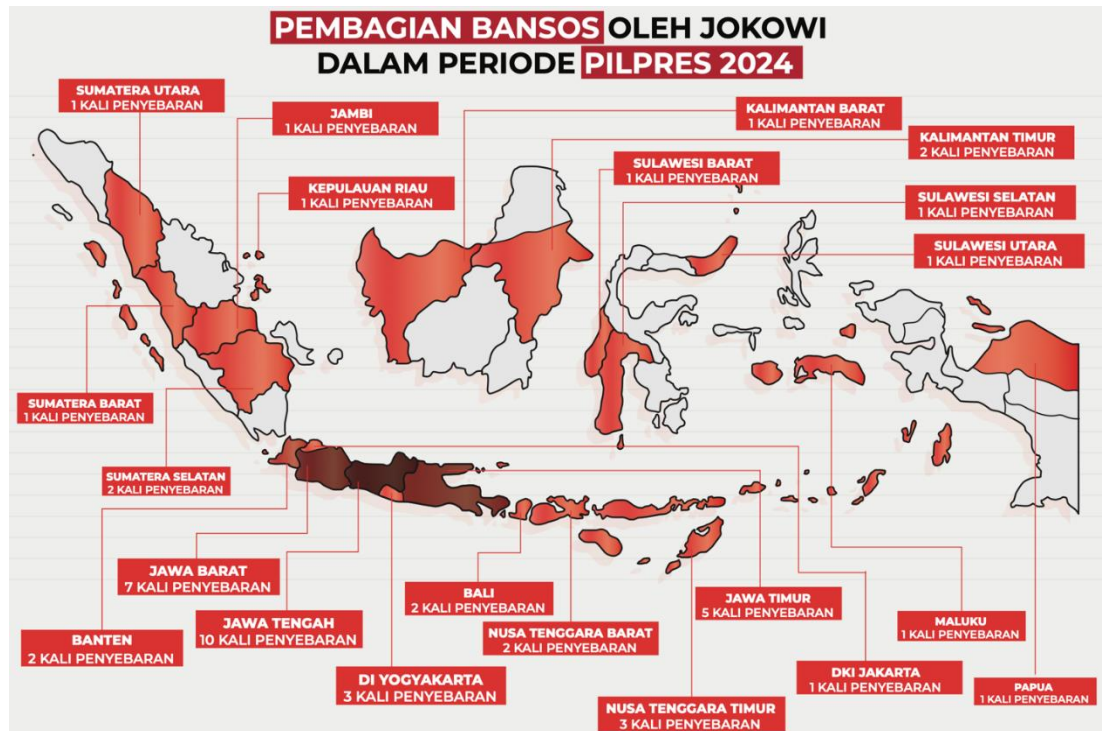 PEMBAGIAN BANSOS OLEH JOKOWI
DALAM PERIODE PILPRES 2024
SUMATERA UTARA
1 KALI PENYEBARAN
JAMBI
1 KALI PENYEBARAN
KEPULAUAN RIAU
1 KALI PENYEBARAN
KALIMANTAN BARAT
1 KALI PENYEBARAN
KALIMANTAN TIMUR
2 KALI PENYEBARAN
SULAWESI BARAT
1 KALI PENYEBARAN
SULAWESI SELATAN
1 KALI PENYEBARAN
SULAWESI UTARA
1 KALI PENYEBARAN
SUMATERA BARAT
1 KALI PENYEBARAN
SUMATERA SELATAN
2 KALI PENYEBARAN
JAWA BARAT
7 KALI PENYEBARAN
JAWA TENGAH
10 KALI PENYEBARAN
BANTEN
2 KALI PENYEBARAN
DI YOGYAKARTA
3 KALI PENYEBARAN
BALI
2 KALI PENYEBARAN
NUSA TENGGARA BARAT
2 KALI PENYEBARAN
NUSA TENGGARA TIMUR
3 KALI PENYEBARAN
JAWA TIMUR
5 KALI PENYEBARAN
DKI JAKARTA
1 KALI PENYEBARAN
MALUKU
1 KALI PENYEBARAN
PAPUA
1 KALI PENYEBARAN